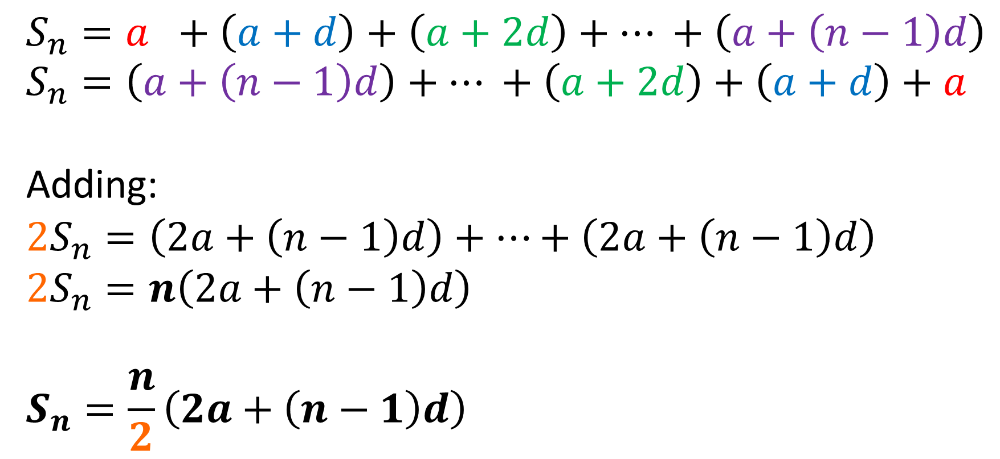 Sₙ = a + (a + d) + (a + 2d) + ⋯ + (a + (n − 1)d)
Sₙ = (a + (n − 1)d) + ⋯ + (a + 2d) + (a + d) + a
Adding:
2Sₙ = (2a + (n − 1)d) + ⋯ + (2a + (n − 1)d)
2Sₙ = n(2a + (n − 1)d)
Sₙ = n/2 (2a + (n − 1)d)